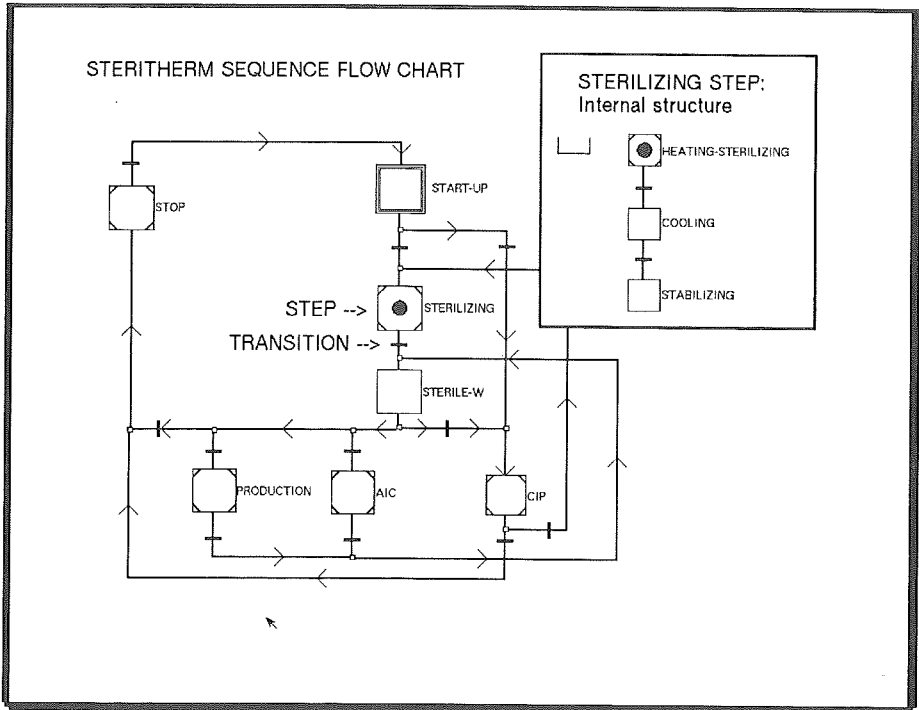 STERITHERM SEQUENCE FLOW CHART
STERILIZING STEP:
Internal structure
HEATING-STERILIZING
COOLING
STABILIZING
START-UP
STOP
STEP --> STERILIZING
TRANSITION -->
STERILE-W
PRODUCTION
AIC
CIP